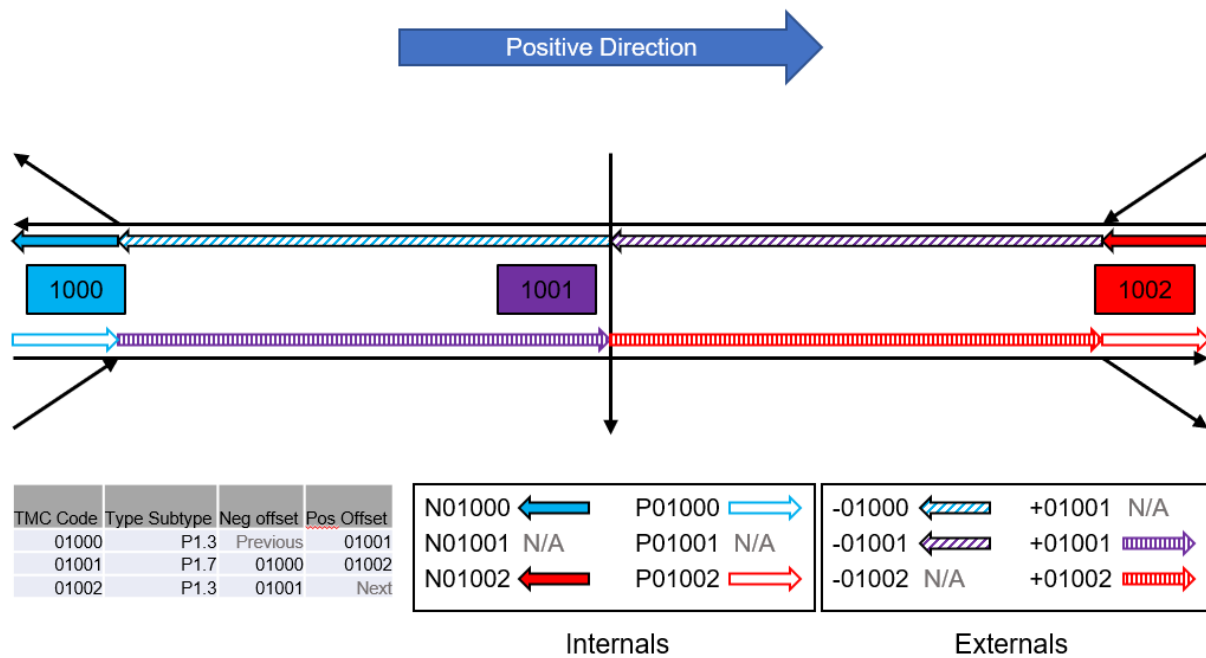 Positive Direction
1000
1001
1002
TMC Code Type Subtype Neg offset Pos Offset
01000 P1.3 Previous 01001
01001 P1.7 01000 01002
01002 P1.3 01001 Next
N01000 P01000
N01001 N/A P01001 N/A
N01002 P01002
Internals
-01000 +01001 N/A
-01001 +01001
-01002 N/A +01002
Externals